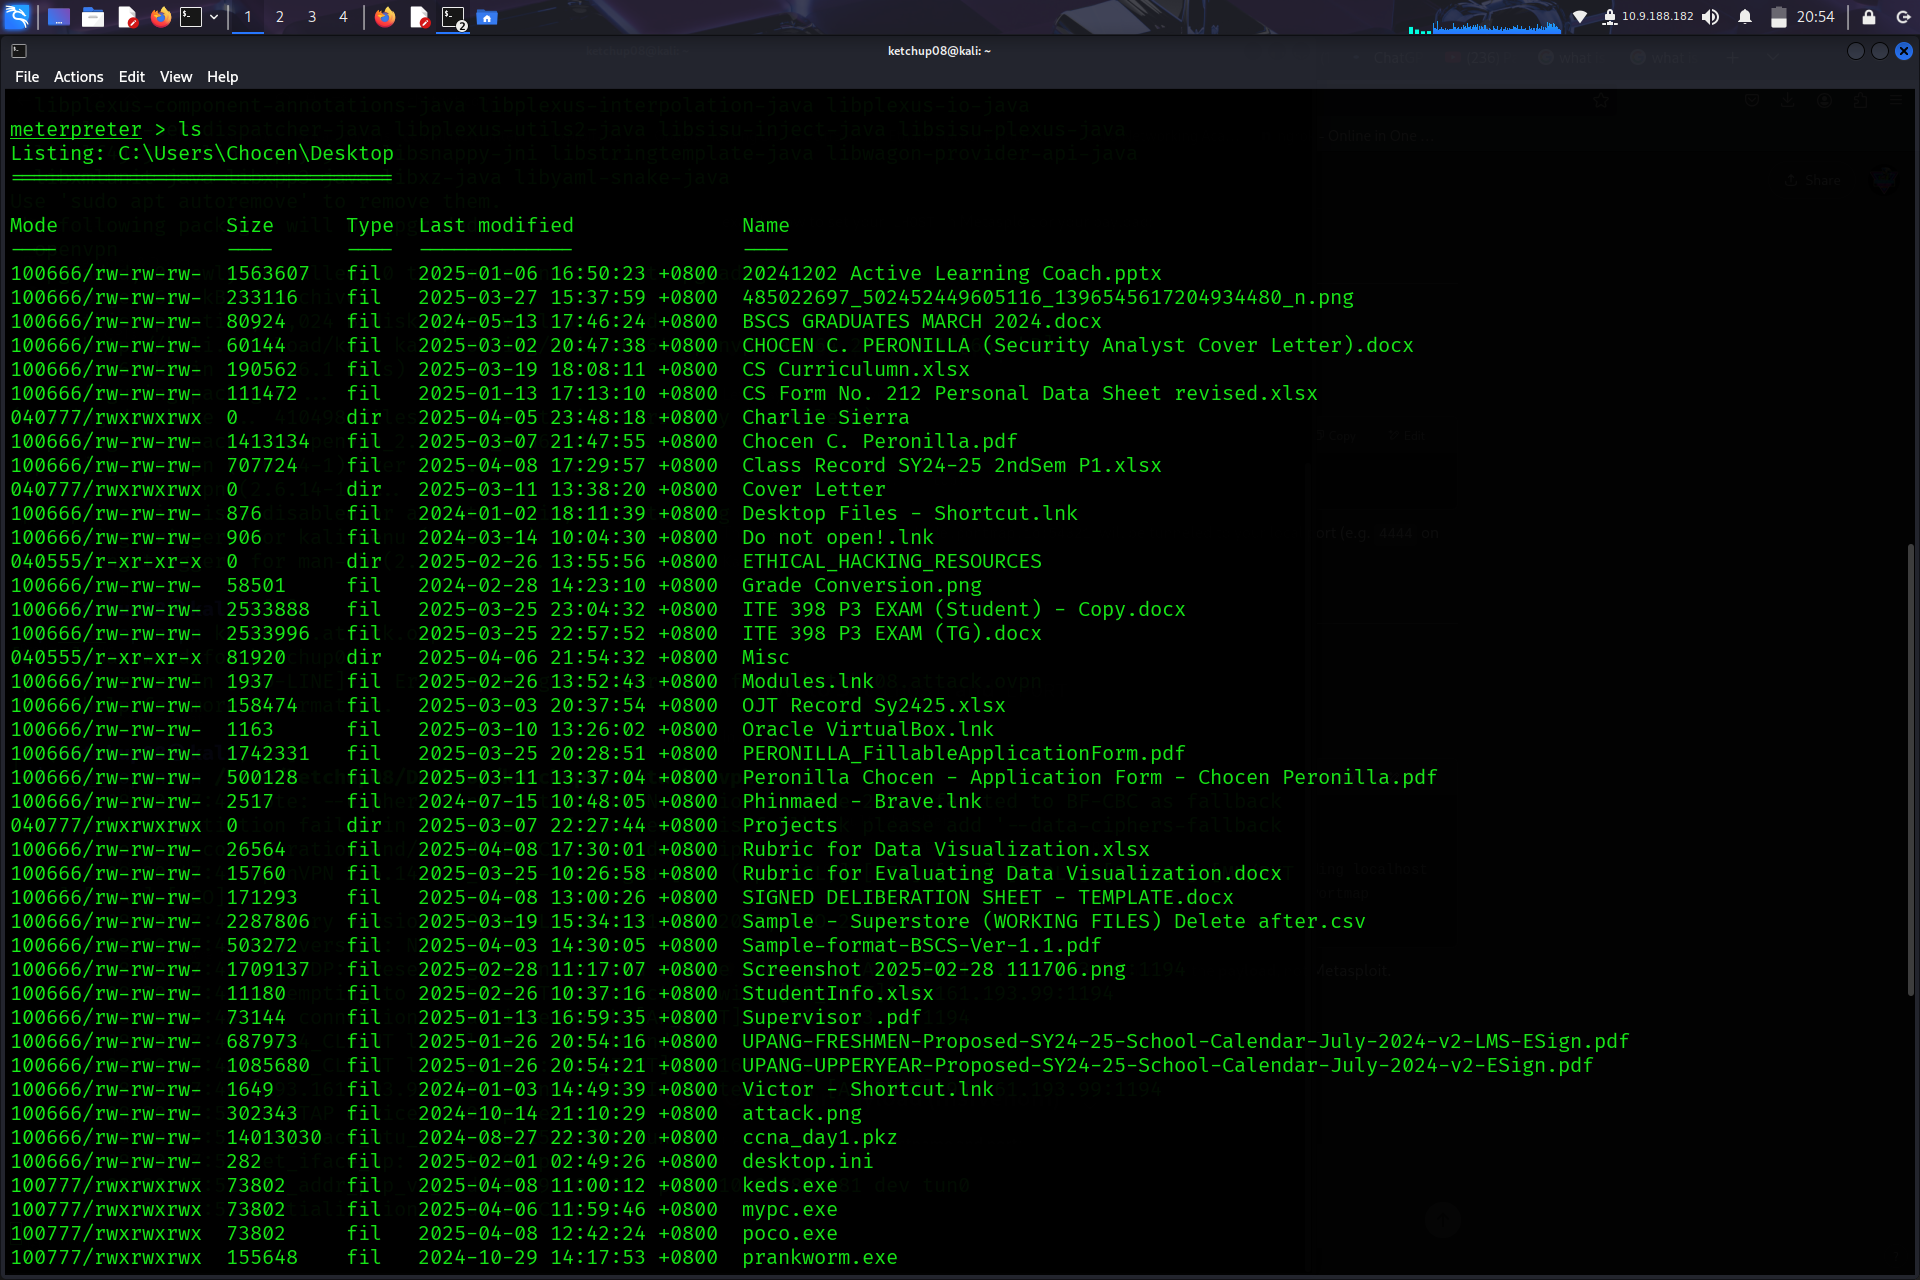 1 2 3 4 10.9.188.182 20:54
ketchup08@kali: ~
File Actions Edit View Help
meterpreter > ls
Listing: C:\Users\Chocen\Desktop
================================
Mode Size Type Last modified Name
---- ---- ---- ------------- ----
100666/rw-rw-rw- 1563607 fil 2025-01-06 16:50:23 +0800 20241202 Active Learning Coach.pptx
100666/rw-rw-rw- 233116 fil 2025-03-27 15:37:59 +0800 485022697_502452449605116_1396545617204934480_n.png
100666/rw-rw-rw- 80924 fil 2024-05-13 17:46:24 +0800 BSCS GRADUATES MARCH 2024.docx
100666/rw-rw-rw- 60144 fil 2025-03-02 20:47:38 +0800 CHOCEN C. PERONILLA (Security Analyst Cover Letter).docx
100666/rw-rw-rw- 190562 fil 2025-03-19 18:08:11 +0800 CS Curriculumn.xlsx
100666/rw-rw-rw- 111472 fil 2025-01-13 17:13:10 +0800 CS Form No. 212 Personal Data Sheet revised.xlsx
040777/rwxrwxrwx 0 dir 2025-04-05 23:48:18 +0800 Charlie Sierra
100666/rw-rw-rw- 1413134 fil 2025-03-07 21:47:55 +0800 Chocen C. Peronilla.pdf
100666/rw-rw-rw- 707724 fil 2025-04-08 17:29:57 +0800 Class Record SY24-25 2ndSem P1.xlsx
040777/rwxrwxrwx 0 dir 2025-03-11 13:38:20 +0800 Cover Letter
100666/rw-rw-rw- 876 fil 2024-01-02 18:11:39 +0800 Desktop Files - Shortcut.lnk
100666/rw-rw-rw- 906 fil 2024-03-14 10:04:30 +0800 Do not open!.lnk
040555/r-xr-xr-x 0 dir 2025-02-26 13:55:56 +0800 ETHICAL_HACKING_RESOURCES
100666/rw-rw-rw- 58501 fil 2024-02-28 14:23:10 +0800 Grade Conversion.png
100666/rw-rw-rw- 2533888 fil 2025-03-25 23:04:32 +0800 ITE 398 P3 EXAM (Student) - Copy.docx
100666/rw-rw-rw- 2533996 fil 2025-03-25 22:57:52 +0800 ITE 398 P3 EXAM (TG).docx
040555/r-xr-xr-x 81920 dir 2025-04-06 21:54:32 +0800 Misc
100666/rw-rw-rw- 1937 fil 2025-02-26 13:52:43 +0800 Modules.lnk
100666/rw-rw-rw- 158474 fil 2025-03-03 20:37:54 +0800 OJT Record Sy2425.xlsx
100666/rw-rw-rw- 1163 fil 2025-03-10 13:26:02 +0800 Oracle VirtualBox.lnk
100666/rw-rw-rw- 1742331 fil 2025-03-25 20:28:51 +0800 PERONILLA_FillableApplicationForm.pdf
100666/rw-rw-rw- 500128 fil 2025-03-11 13:37:04 +0800 Peronilla Chocen - Application Form - Chocen Peronilla.pdf
100666/rw-rw-rw- 2517 fil 2024-07-15 10:48:05 +0800 Phinmaed - Brave.lnk
040777/rwxrwxrwx 0 dir 2025-03-07 22:27:44 +0800 Projects
100666/rw-rw-rw- 26564 fil 2025-04-08 17:30:01 +0800 Rubric for Data Visualization.xlsx
100666/rw-rw-rw- 15760 fil 2025-03-25 10:26:58 +0800 Rubric for Evaluating Data Visualization.docx
100666/rw-rw-rw- 171293 fil 2025-04-08 13:00:26 +0800 SIGNED DELIBERATION SHEET - TEMPLATE.docx
100666/rw-rw-rw- 2287806 fil 2025-03-19 15:34:13 +0800 Sample - Superstore (WORKING FILES) Delete after.csv
100666/rw-rw-rw- 503272 fil 2025-04-03 14:30:05 +0800 Sample-format-BSCS-Ver-1.1.pdf
100666/rw-rw-rw- 1709137 fil 2025-02-28 11:17:07 +0800 Screenshot 2025-02-28 111706.png
100666/rw-rw-rw- 11180 fil 2025-02-26 10:37:16 +0800 StudentInfo.xlsx
100666/rw-rw-rw- 73144 fil 2025-01-13 16:59:35 +0800 Supervisor .pdf
100666/rw-rw-rw- 687973 fil 2025-01-26 20:54:16 +0800 UPANG-FRESHMEN-Proposed-SY24-25-School-Calendar-July-2024-v2-LMS-ESign.pdf
100666/rw-rw-rw- 1085680 fil 2025-01-26 20:54:21 +0800 UPANG-UPPERYEAR-Proposed-SY24-25-School-Calendar-July-2024-v2-ESign.pdf
100666/rw-rw-rw- 1649 fil 2024-01-03 14:49:39 +0800 Victor - Shortcut.lnk
100666/rw-rw-rw- 302343 fil 2024-10-14 21:10:29 +0800 attack.png
100666/rw-rw-rw- 14013030 fil 2024-08-27 22:30:20 +0800 ccna_day1.pkz
100666/rw-rw-rw- 282 fil 2025-02-01 02:49:26 +0800 desktop.ini
100777/rwxrwxrwx 73802 fil 2025-04-08 11:00:12 +0800 keds.exe
100777/rwxrwxrwx 73802 fil 2025-04-06 11:59:46 +0800 mypc.exe
100777/rwxrwxrwx 73802 fil 2025-04-08 12:42:24 +0800 poco.exe
100777/rwxrwxrwx 155648 fil 2024-10-29 14:17:53 +0800 prankworm.exe